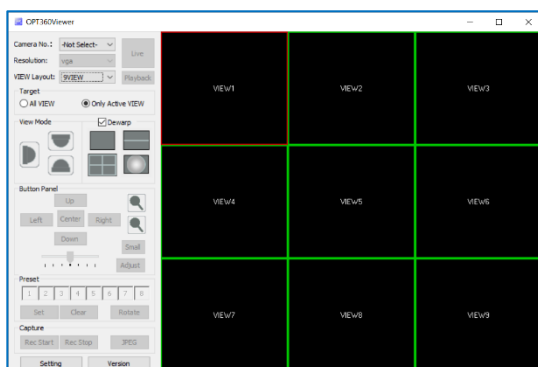 OPT360Viewer
Camera No.: -Not Select- Live
Resolution: vga
VIEW Layout: 9VIEW Playback
Target
All VIEW Only Active VIEW
View Mode Dewarp
Button Panel
Up
Left Center Right
Down
Small
Adjust
Preset
1 2 3 4 5 6 7 8
Set Clear Rotate
Capture
Rec Start Rec Stop JPEG
Setting Version
VIEW1 VIEW2 VIEW3
VIEW4 VIEW5 VIEW6
VIEW7 VIEW8 VIEW9